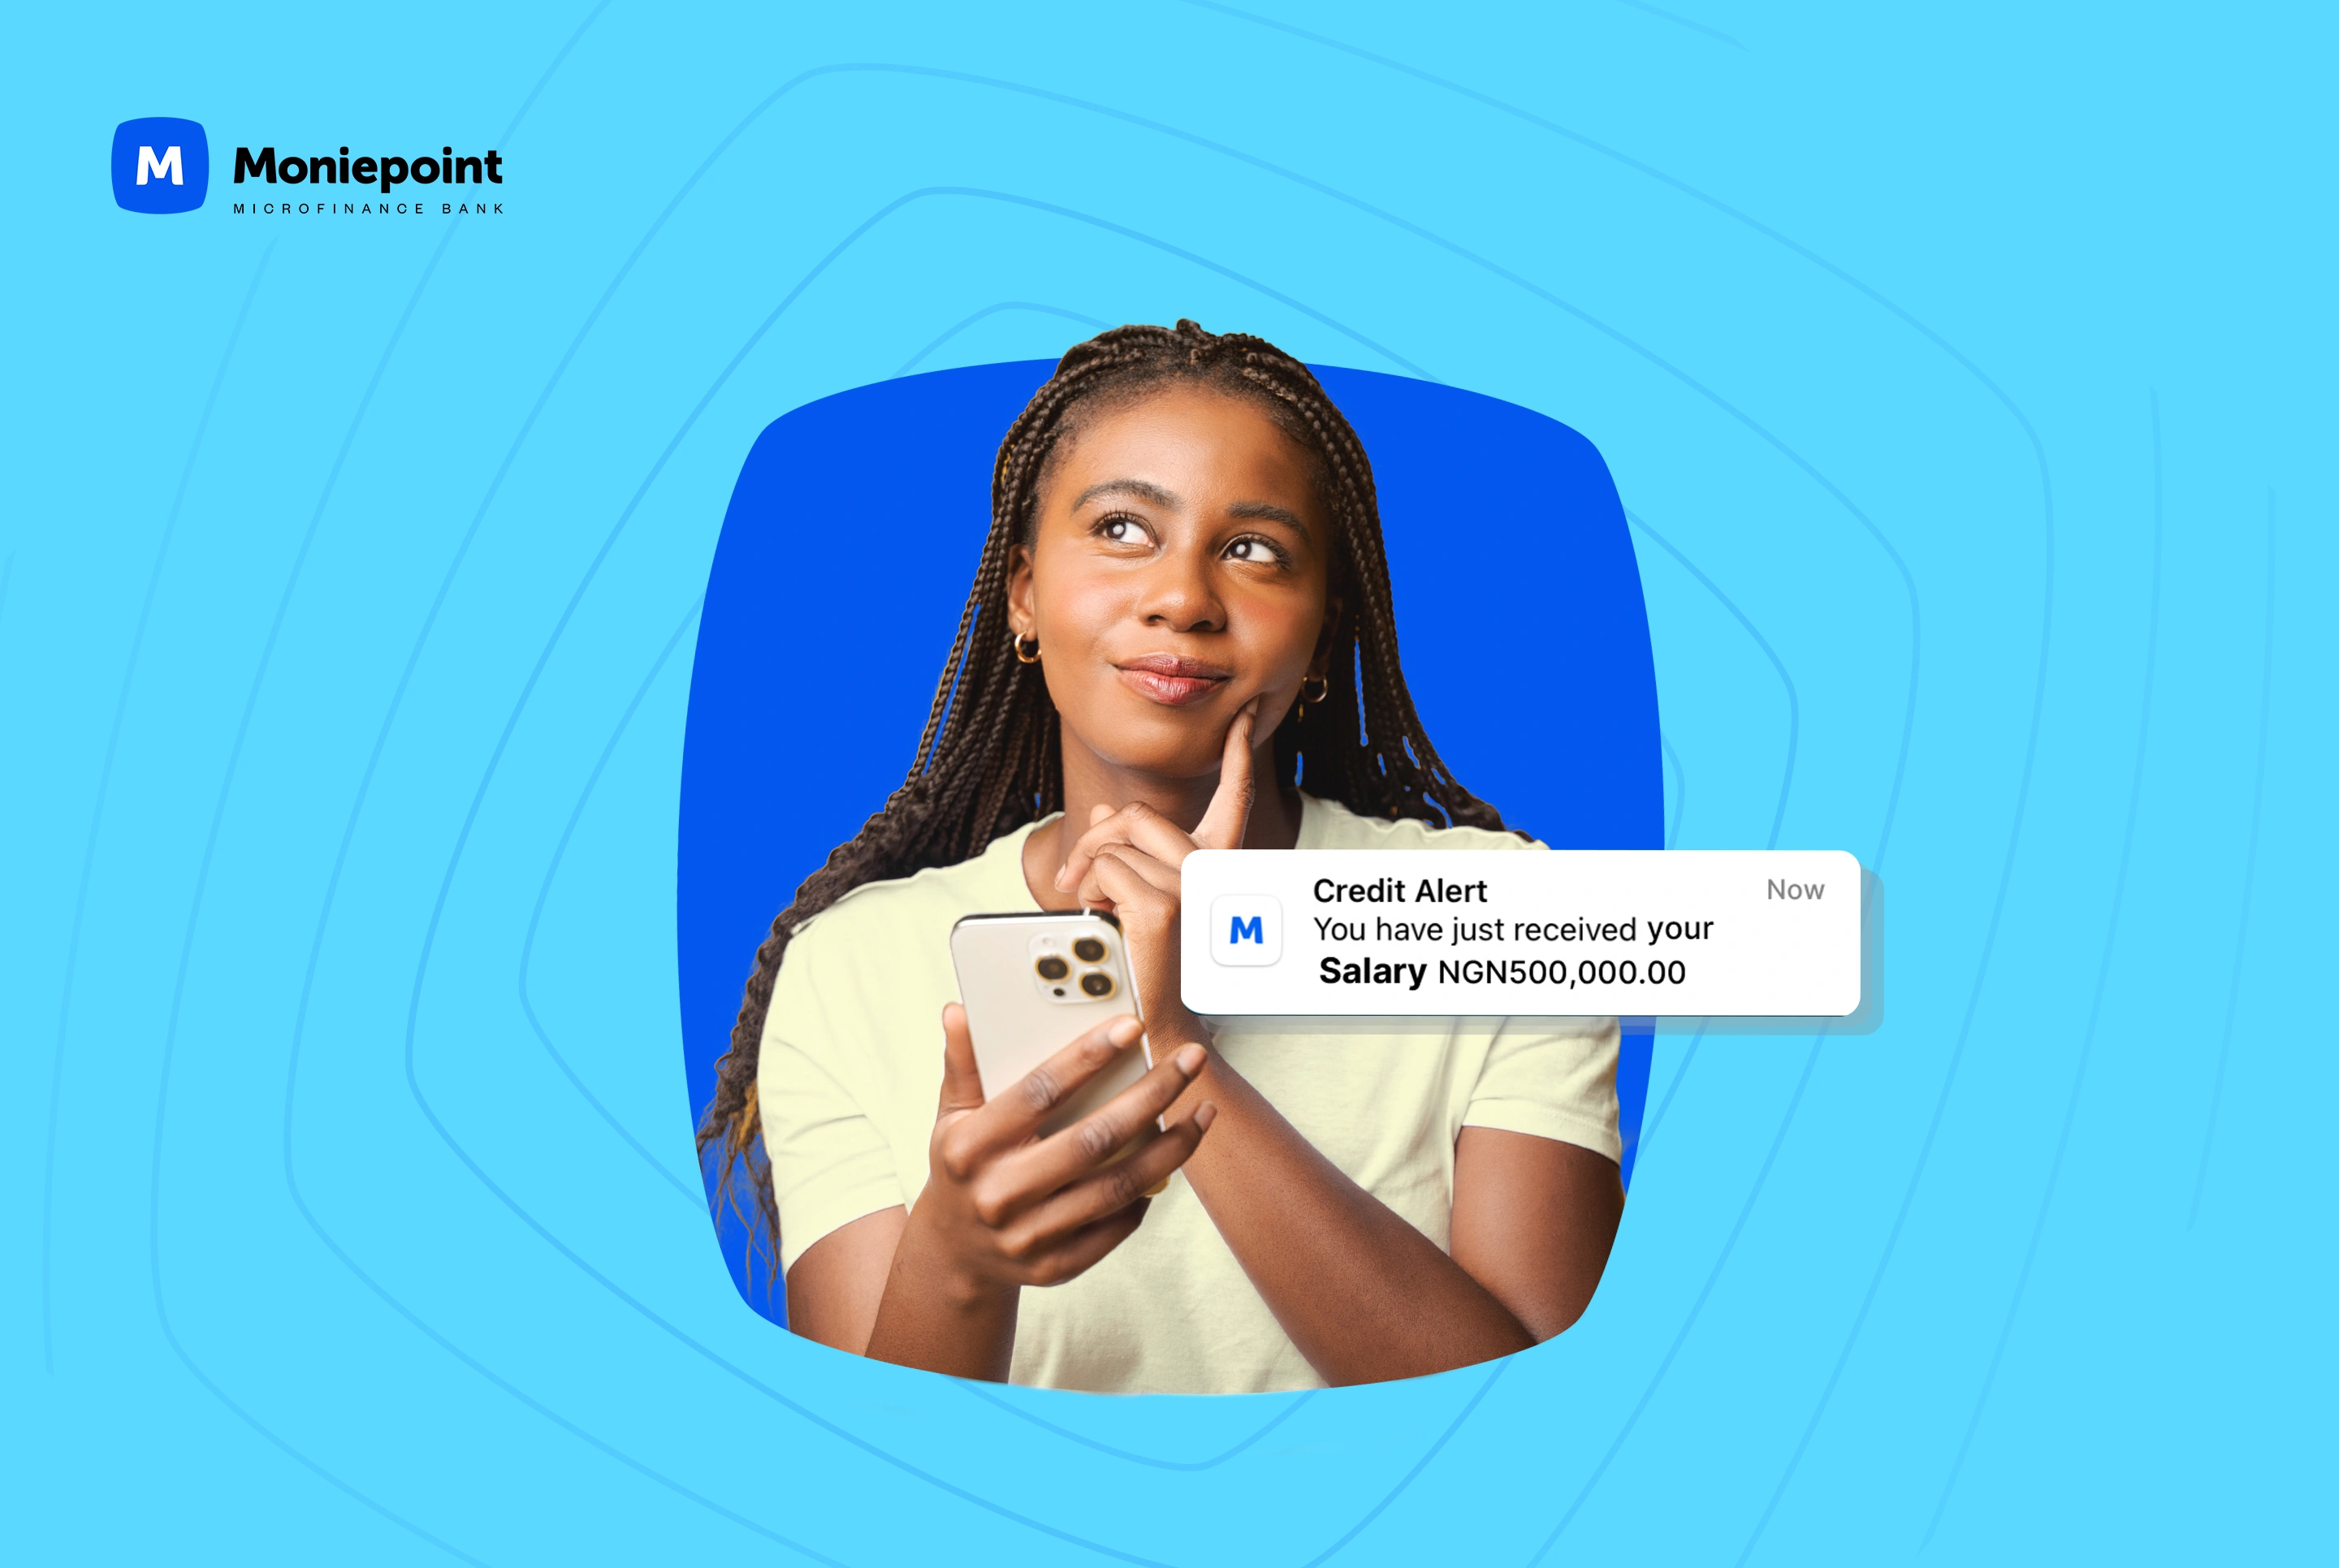 M
Moniepoint
MICROFINANCE BANK
Credit Alert Now
M
You have just received your
Salary NGN500,000.00